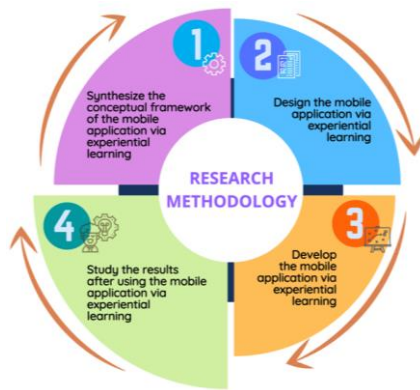 1
Synthesize the
conceptual framework
of the mobile
application via
experiential
learning
2
Design the mobile
application via
experiential
learning
RESEARCH
METHODOLOGY
3
Develop
the mobile
application via
experiential
learning
4
Study the results
after using the mobile
application via
experiential
learning